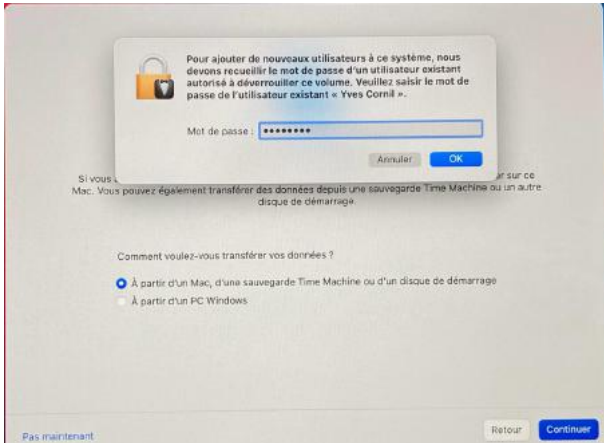 Pour ajouter de nouveaux utilisateurs à ce système, nous
devons recueillir le mot de passe d'un utilisateur existant
autorisé à déverrouiller ce volume. Veuillez saisir le mot de
passe de l'utilisateur existant « Yves Cornil ».
Mot de passe : ••••••••
Annuler OK
Si vous
sur ce
Mac. Vous pouvez également transférer des données depuis une sauvegarde Time Machine ou un autre
disque de démarrage.
Comment voulez-vous transférer vos données ?
À partir d'un Mac, d'une sauvegarde Time Machine ou d'un disque de démarrage
À partir d'un PC Windows
Pas maintenant
Retour Continuer